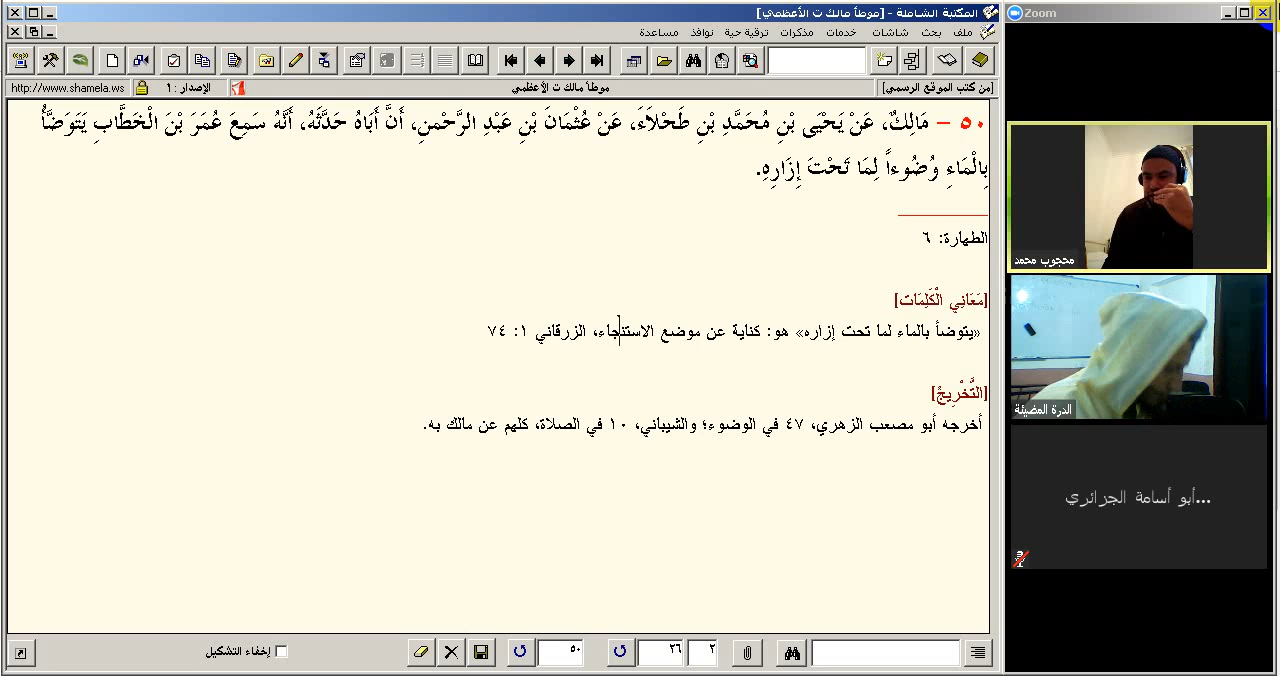 المكتبة الشاملة - [موطأ مالك ت الأعظمي]
ملف بحث شاشات خدمات مذكرات ترقية حية نوافذ مساعدة
[من كتب الموقع الرسمي] موطأ مالك ت الأعظمي الإصدار : ١ http://www.shamela.ws
٥٠ - مَالِكٌ، عَنْ يَحْيَى بْنِ مُحَمَّدِ بْنِ طَحْلاَءَ، عَنْ عُثْمَانَ بْنِ عَبْدِ الرَّحْمنِ، أَنَّ أَبَاهُ حَدَّثَهُ، أَنَّهُ سَمِعَ عُمَرَ بْنَ الْخَطَّابِ يَتَوَضَّأُ
بِالْمَاءِ وُضُوءاً لِمَا تَحْتَ إِزَارِهِ.
الطهارة: ٦
[مَعَانِي الْكَلِمَات]
«يتوضأ بالماء لما تحت إزاره» هو: كناية عن موضع الاستنجاء، الزرقاني ١: ٧٤
[التَّخْرِيجُ]
أخرجه أبو مصعب الزهري، ٤٧ في الوضوء؛ والشيباني، ١٠ في الصلاة، كلهم عن مالك به.
٢ ٢٦ ٥٠ إخفاء التشكيل
Zoom
محجوب محمد
الدرة المضيئة
أبو أسامة الجزائري...